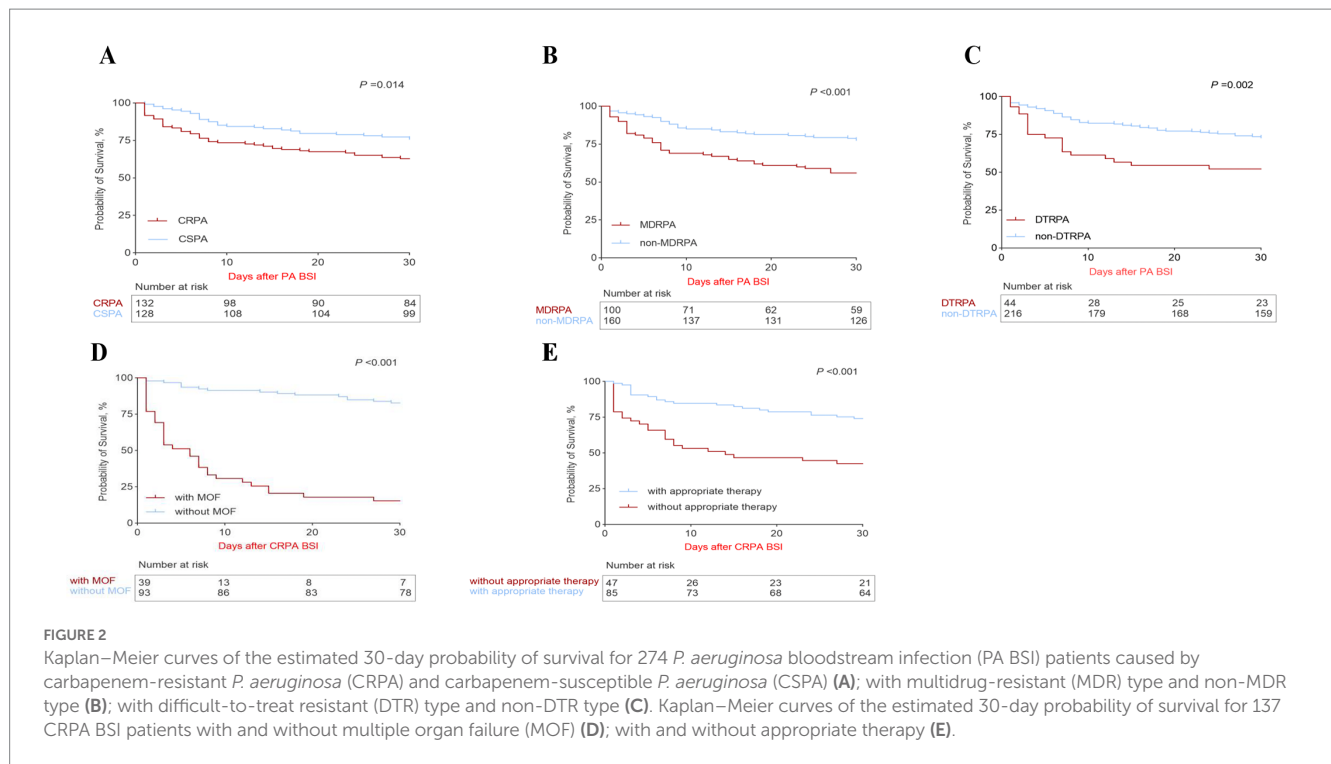 A
P =0.014
Probability of Survival, %
100
75
50
25
0
CRPA
CSPA
0 10 20 30
Days after PA BSI
Number at risk
CRPA 132 98 90 84
CSPA 128 108 104 99
B
P <0.001
Probability of Survival, %
100
75
50
25
0
MDRPA
non-MDRPA
0 10 20 30
Days after PA BSI
Number at risk
MDRPA 100 71 62 59
non-MDRPA 160 137 131 126
C
P =0.002
Probability of Survival, %
100
75
50
25
0
DTRPA
non-DTRPA
0 10 20 30
Days after PA BSI
Number at risk
DTRPA 44 28 25 23
non-DTRPA 216 179 168 159
D
P <0.001
Probability of Survival, %
100
75
50
25
0
with MOF
without MOF
0 10 20 30
Days after CRPA BSI
Number at risk
with MOF 39 13 8 7
without MOF 93 86 83 78
E
P <0.001
Probability of Survival, %
100
75
50
25
0
with appropriate therapy
without appropriate therapy
0 10 20 30
Days after CRPA BSI
Number at risk
without appropriate therapy 47 26 23 21
with appropriate therapy 85 73 68 64
FIGURE 2
Kaplan–Meier curves of the estimated 30-day probability of survival for 274 P. aeruginosa bloodstream infection (PA BSI) patients caused by
carbapenem-resistant P. aeruginosa (CRPA) and carbapenem-susceptible P. aeruginosa (CSPA) (A); with multidrug-resistant (MDR) type and non-MDR
type (B); with difficult-to-treat resistant (DTR) type and non-DTR type (C). Kaplan–Meier curves of the estimated 30-day probability of survival for 137
CRPA BSI patients with and without multiple organ failure (MOF) (D); with and without appropriate therapy (E).